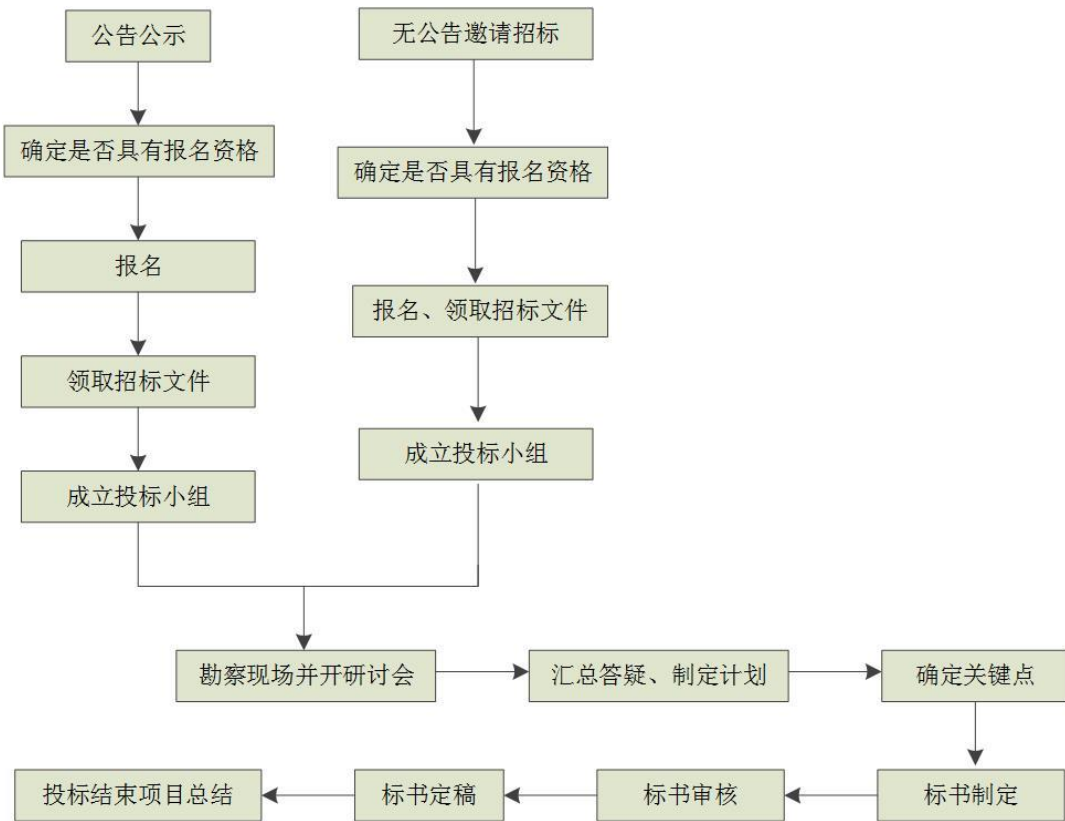 公告公示
无公告邀请招标
确定是否具有报名资格
确定是否具有报名资格
报名
报名、领取招标文件
领取招标文件
成立投标小组
成立投标小组
勘察现场并开研讨会
汇总答疑、制定计划
确定关键点
投标结束项目总结
标书定稿
标书审核
标书制定